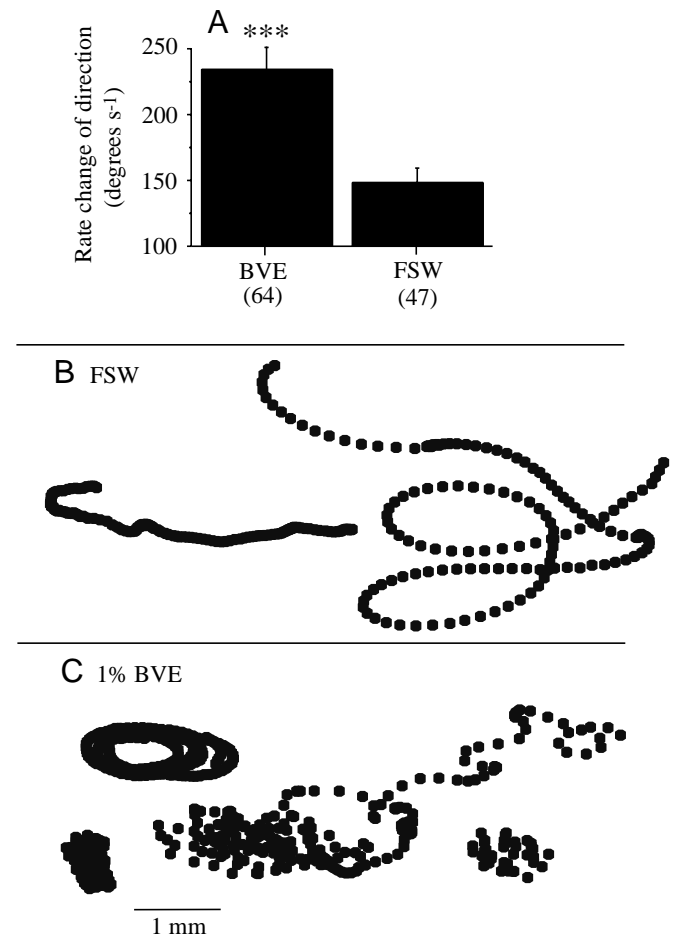 A
***
Rate change of direction
(degrees s-1)
250
200
150
100
BVE
FSW
(64)
(47)
B FSW
C 1% BVE
1 mm